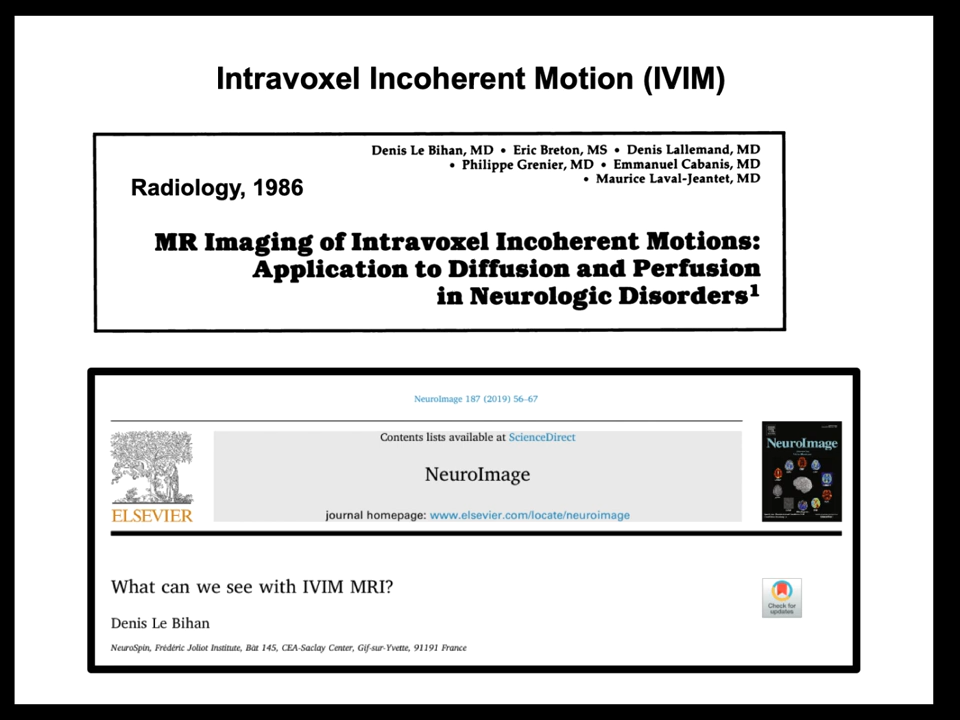 Intravoxel Incoherent Motion (IVIM)
Denis Le Bihan, MD • Eric Breton, MS • Denis Lallemand, MD
• Philippe Grenier, MD • Emmanuel Cabanis, MD
• Maurice Laval-Jeantet, MD
Radiology, 1986
MR Imaging of Intravoxel Incoherent Motions:
Application to Diffusion and Perfusion
in Neurologic Disorders¹
NeuroImage 187 (2019) 56–67
Contents lists available at ScienceDirect
NeuroImage
journal homepage: www.elsevier.com/locate/neuroimage
ELSEVIER
NeuroImage
What can we see with IVIM MRI?
Check for
updates
Denis Le Bihan
NeuroSpin, Frédéric Joliot Institute, Bât 145, CEA-Saclay Center, Gif-sur-Yvette, 91191 France